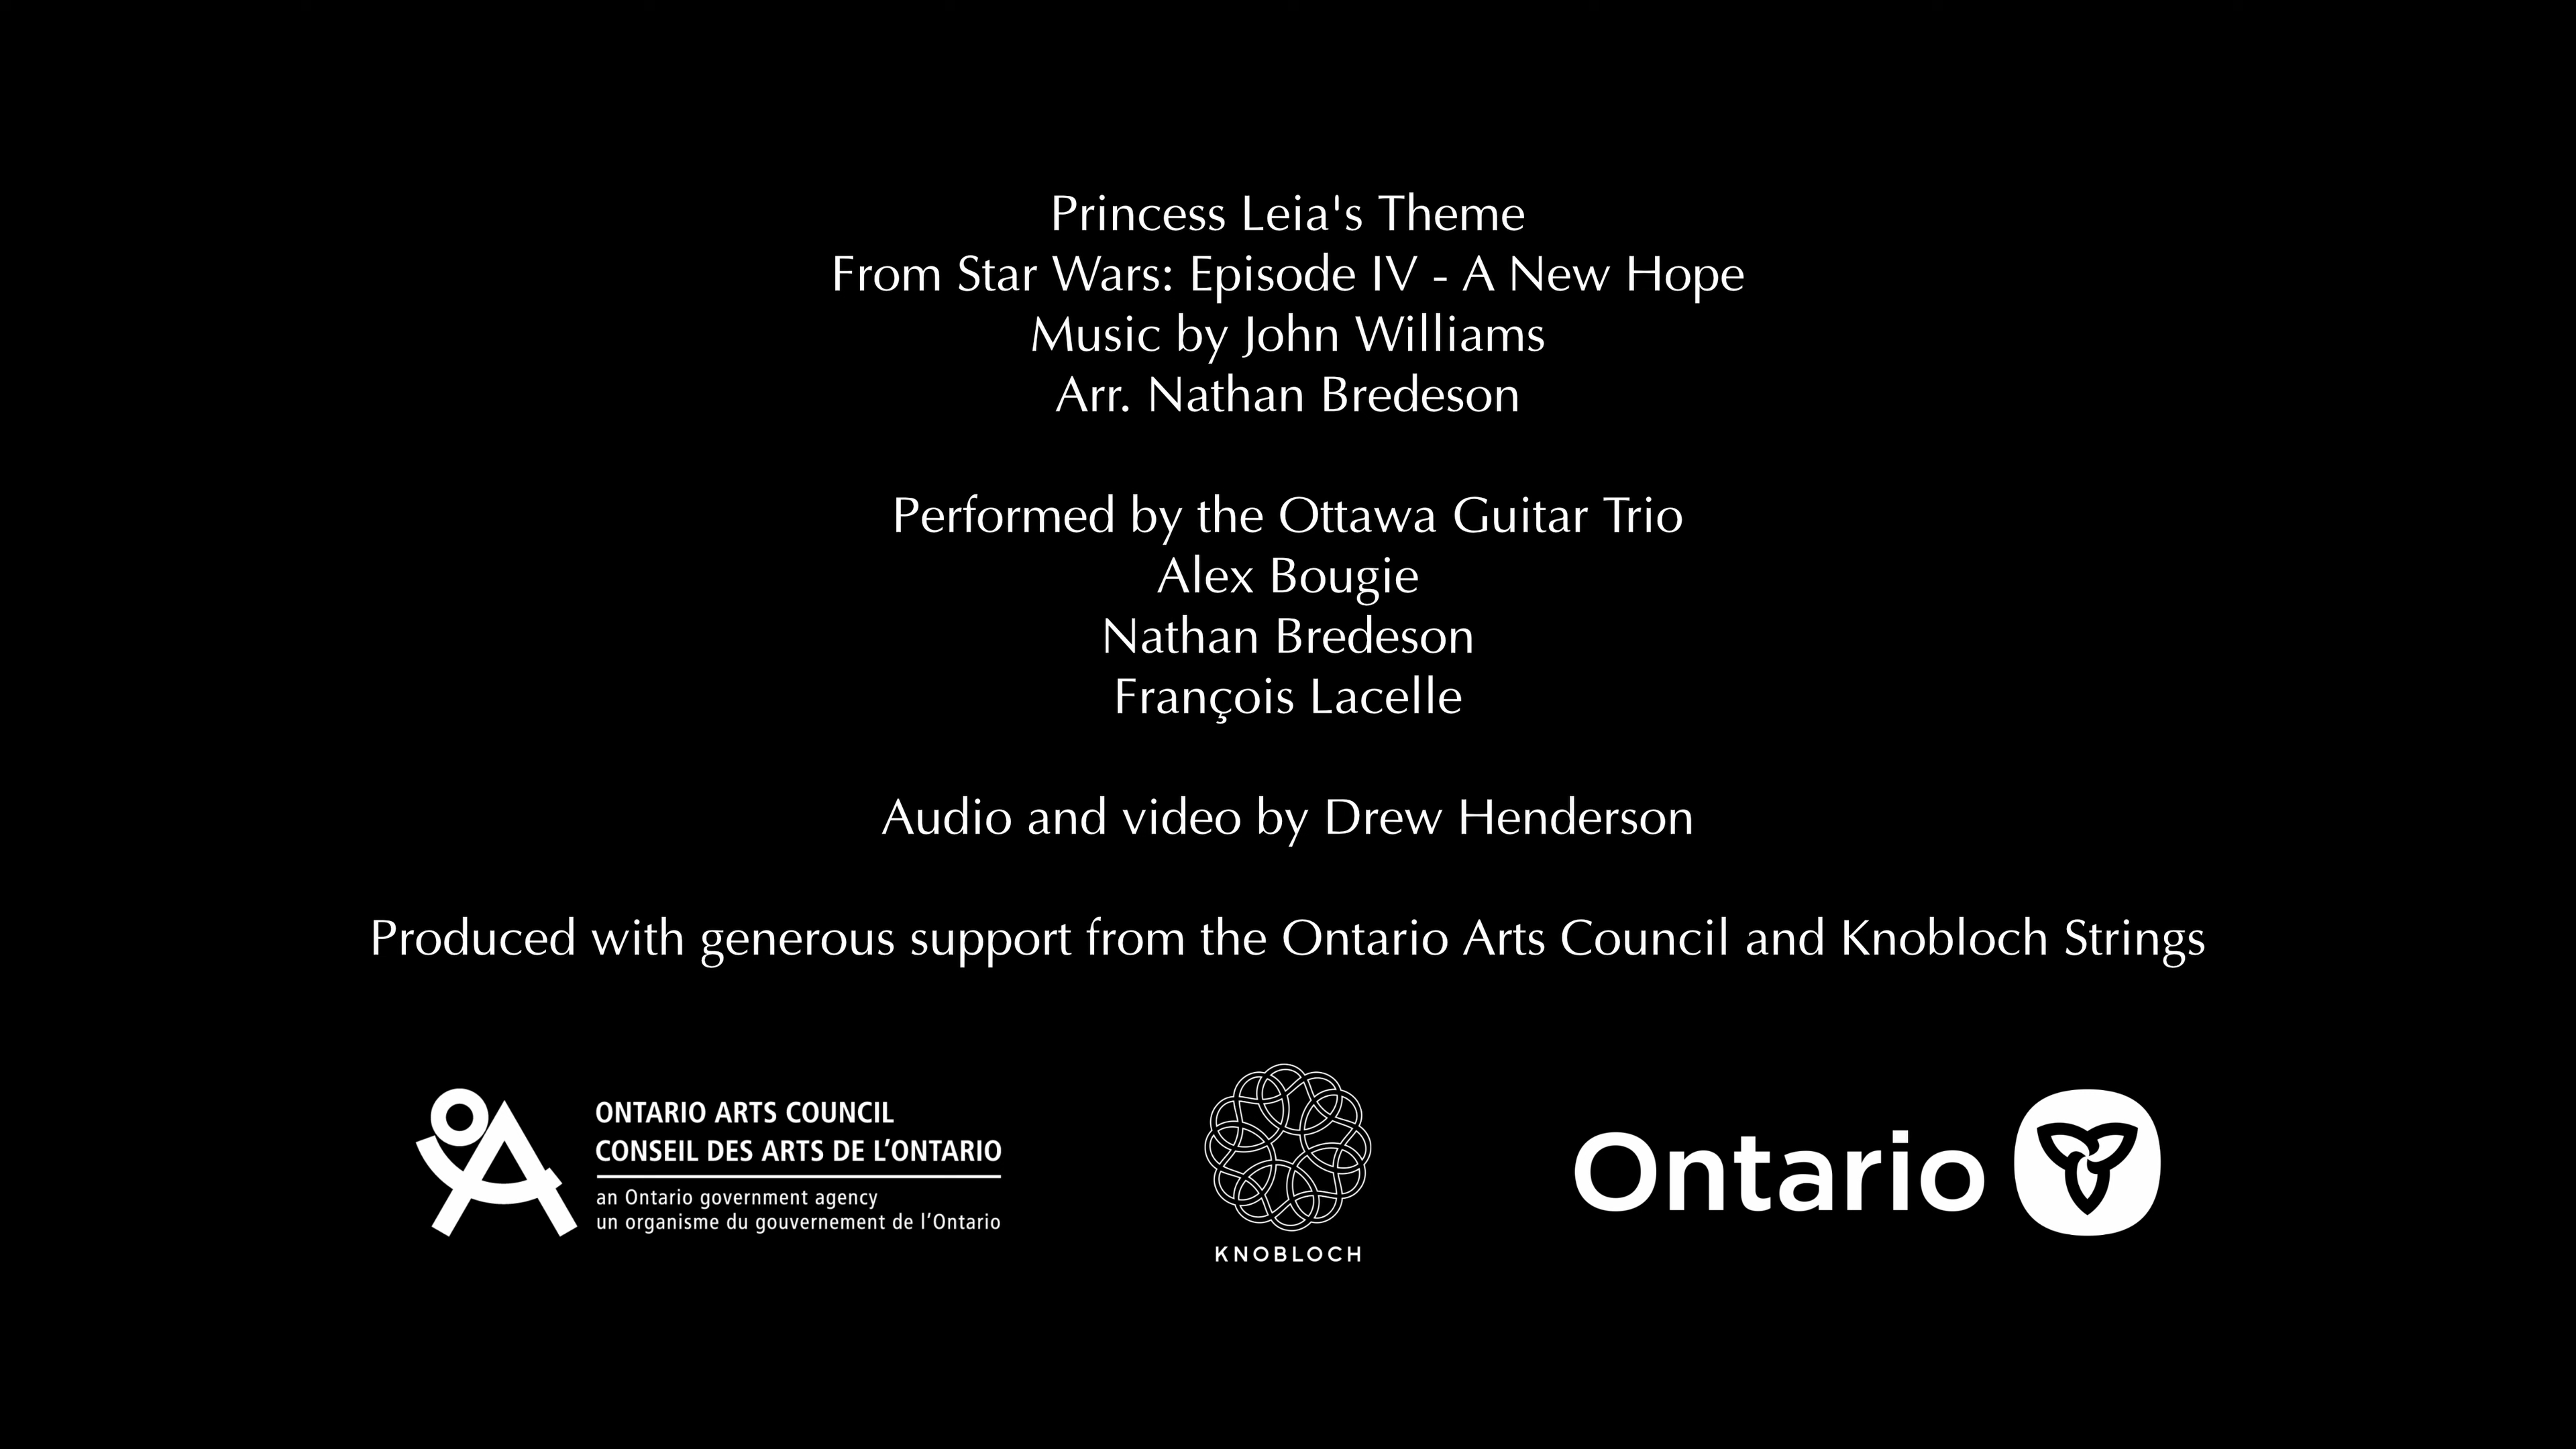 Princess Leia's Theme
From Star Wars: Episode IV - A New Hope
Music by John Williams
Arr. Nathan Bredeson
Performed by the Ottawa Guitar Trio
Alex Bougie
Nathan Bredeson
François Lacelle
Audio and video by Drew Henderson
Produced with generous support from the Ontario Arts Council and Knobloch Strings
ONTARIO ARTS COUNCIL
CONSEIL DES ARTS DE L’ONTARIO
an Ontario government agency
un organisme du gouvernement de l’Ontario
KNOBLOCH
Ontario